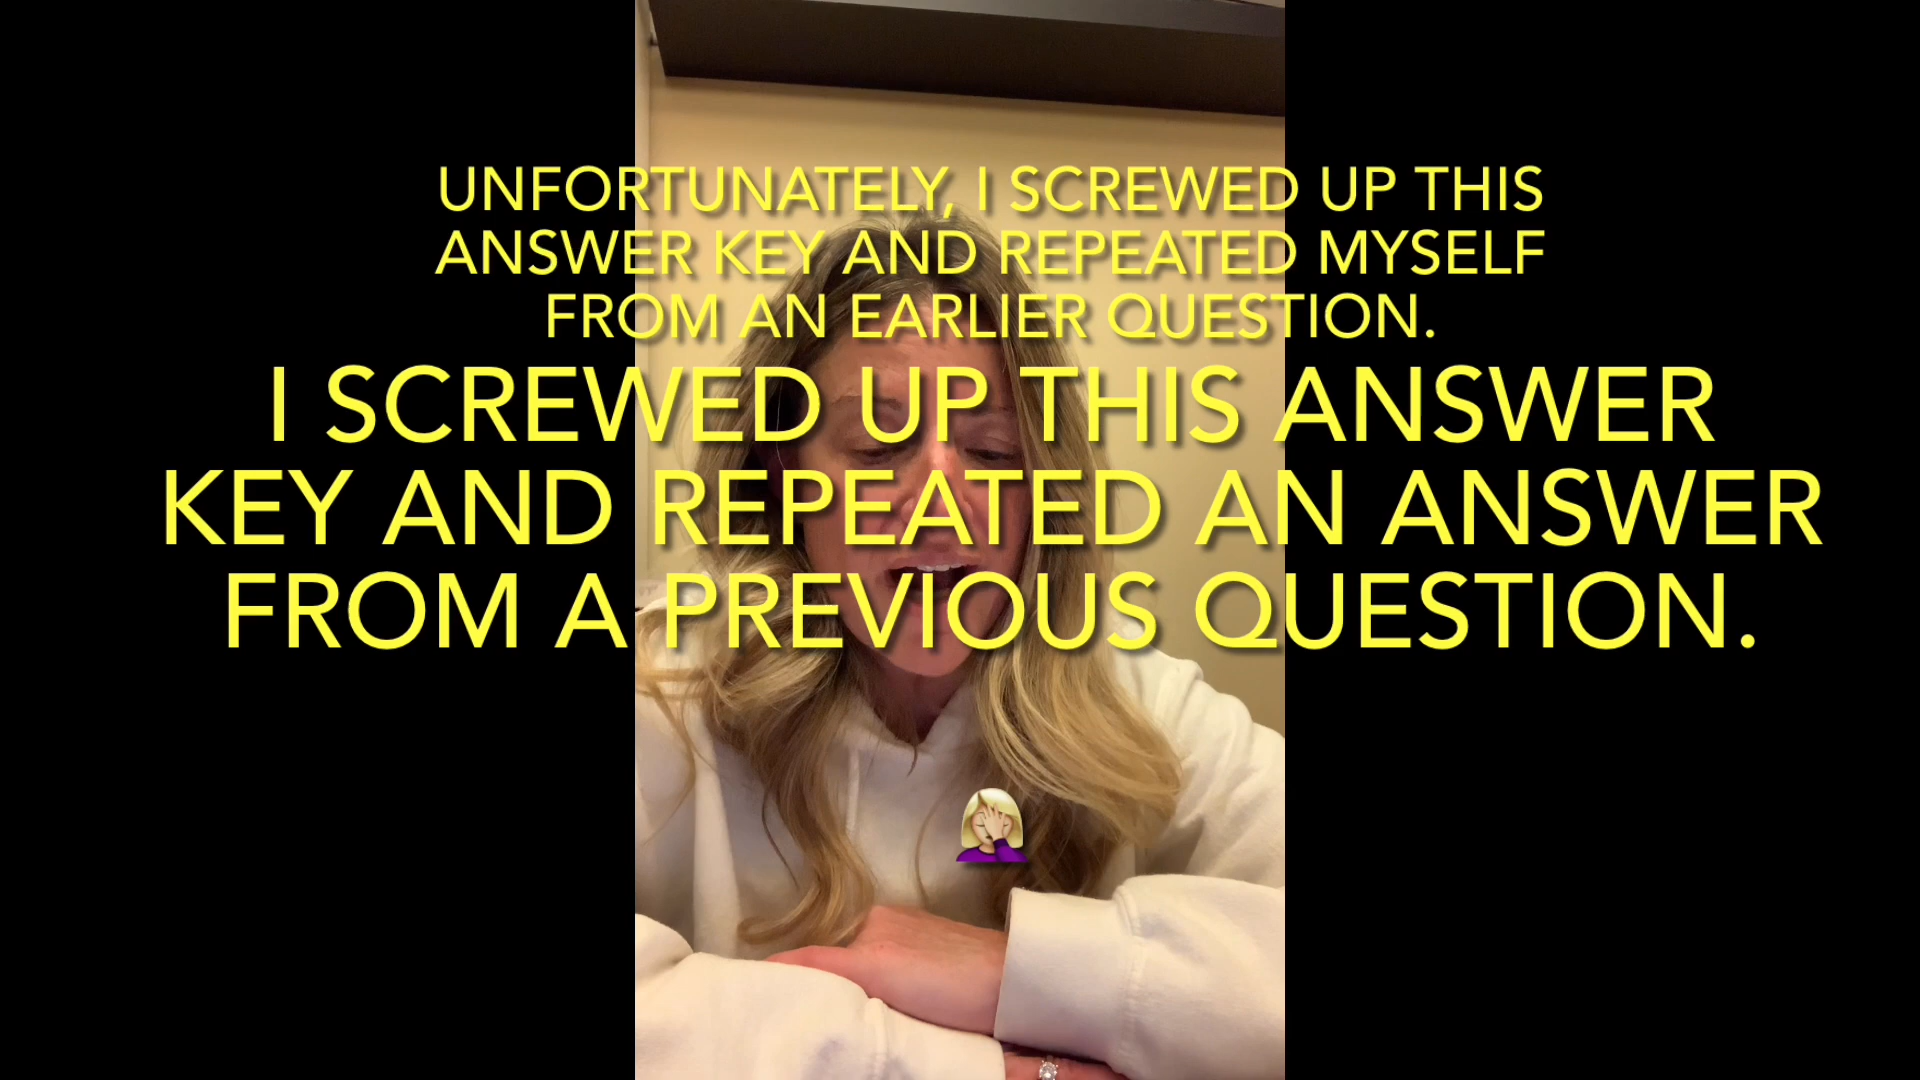 UNFORTUNATELY, I SCREWED UP THIS
ANSWER KEY AND REPEATED MYSELF
FROM AN EARLIER QUESTION.
I SCREWED UP THIS ANSWER
KEY AND REPEATED AN ANSWER
FROM A PREVIOUS QUESTION.